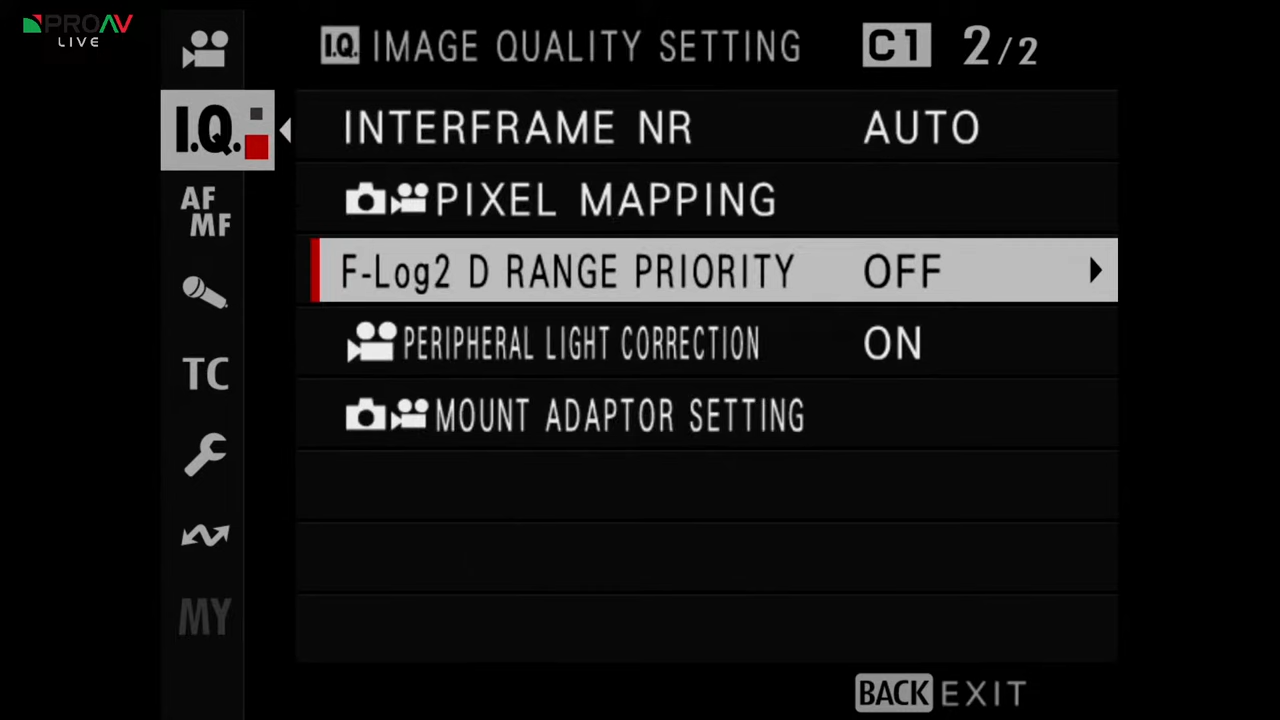 PROAV
LIVE
I.Q. IMAGE QUALITY SETTING C1 2/2
I.Q.
INTERFRAME NR AUTO
PIXEL MAPPING
AF
MF
F-Log2 D RANGE PRIORITY OFF
PERIPHERAL LIGHT CORRECTION ON
TC
MOUNT ADAPTOR SETTING
MY
BACK EXIT